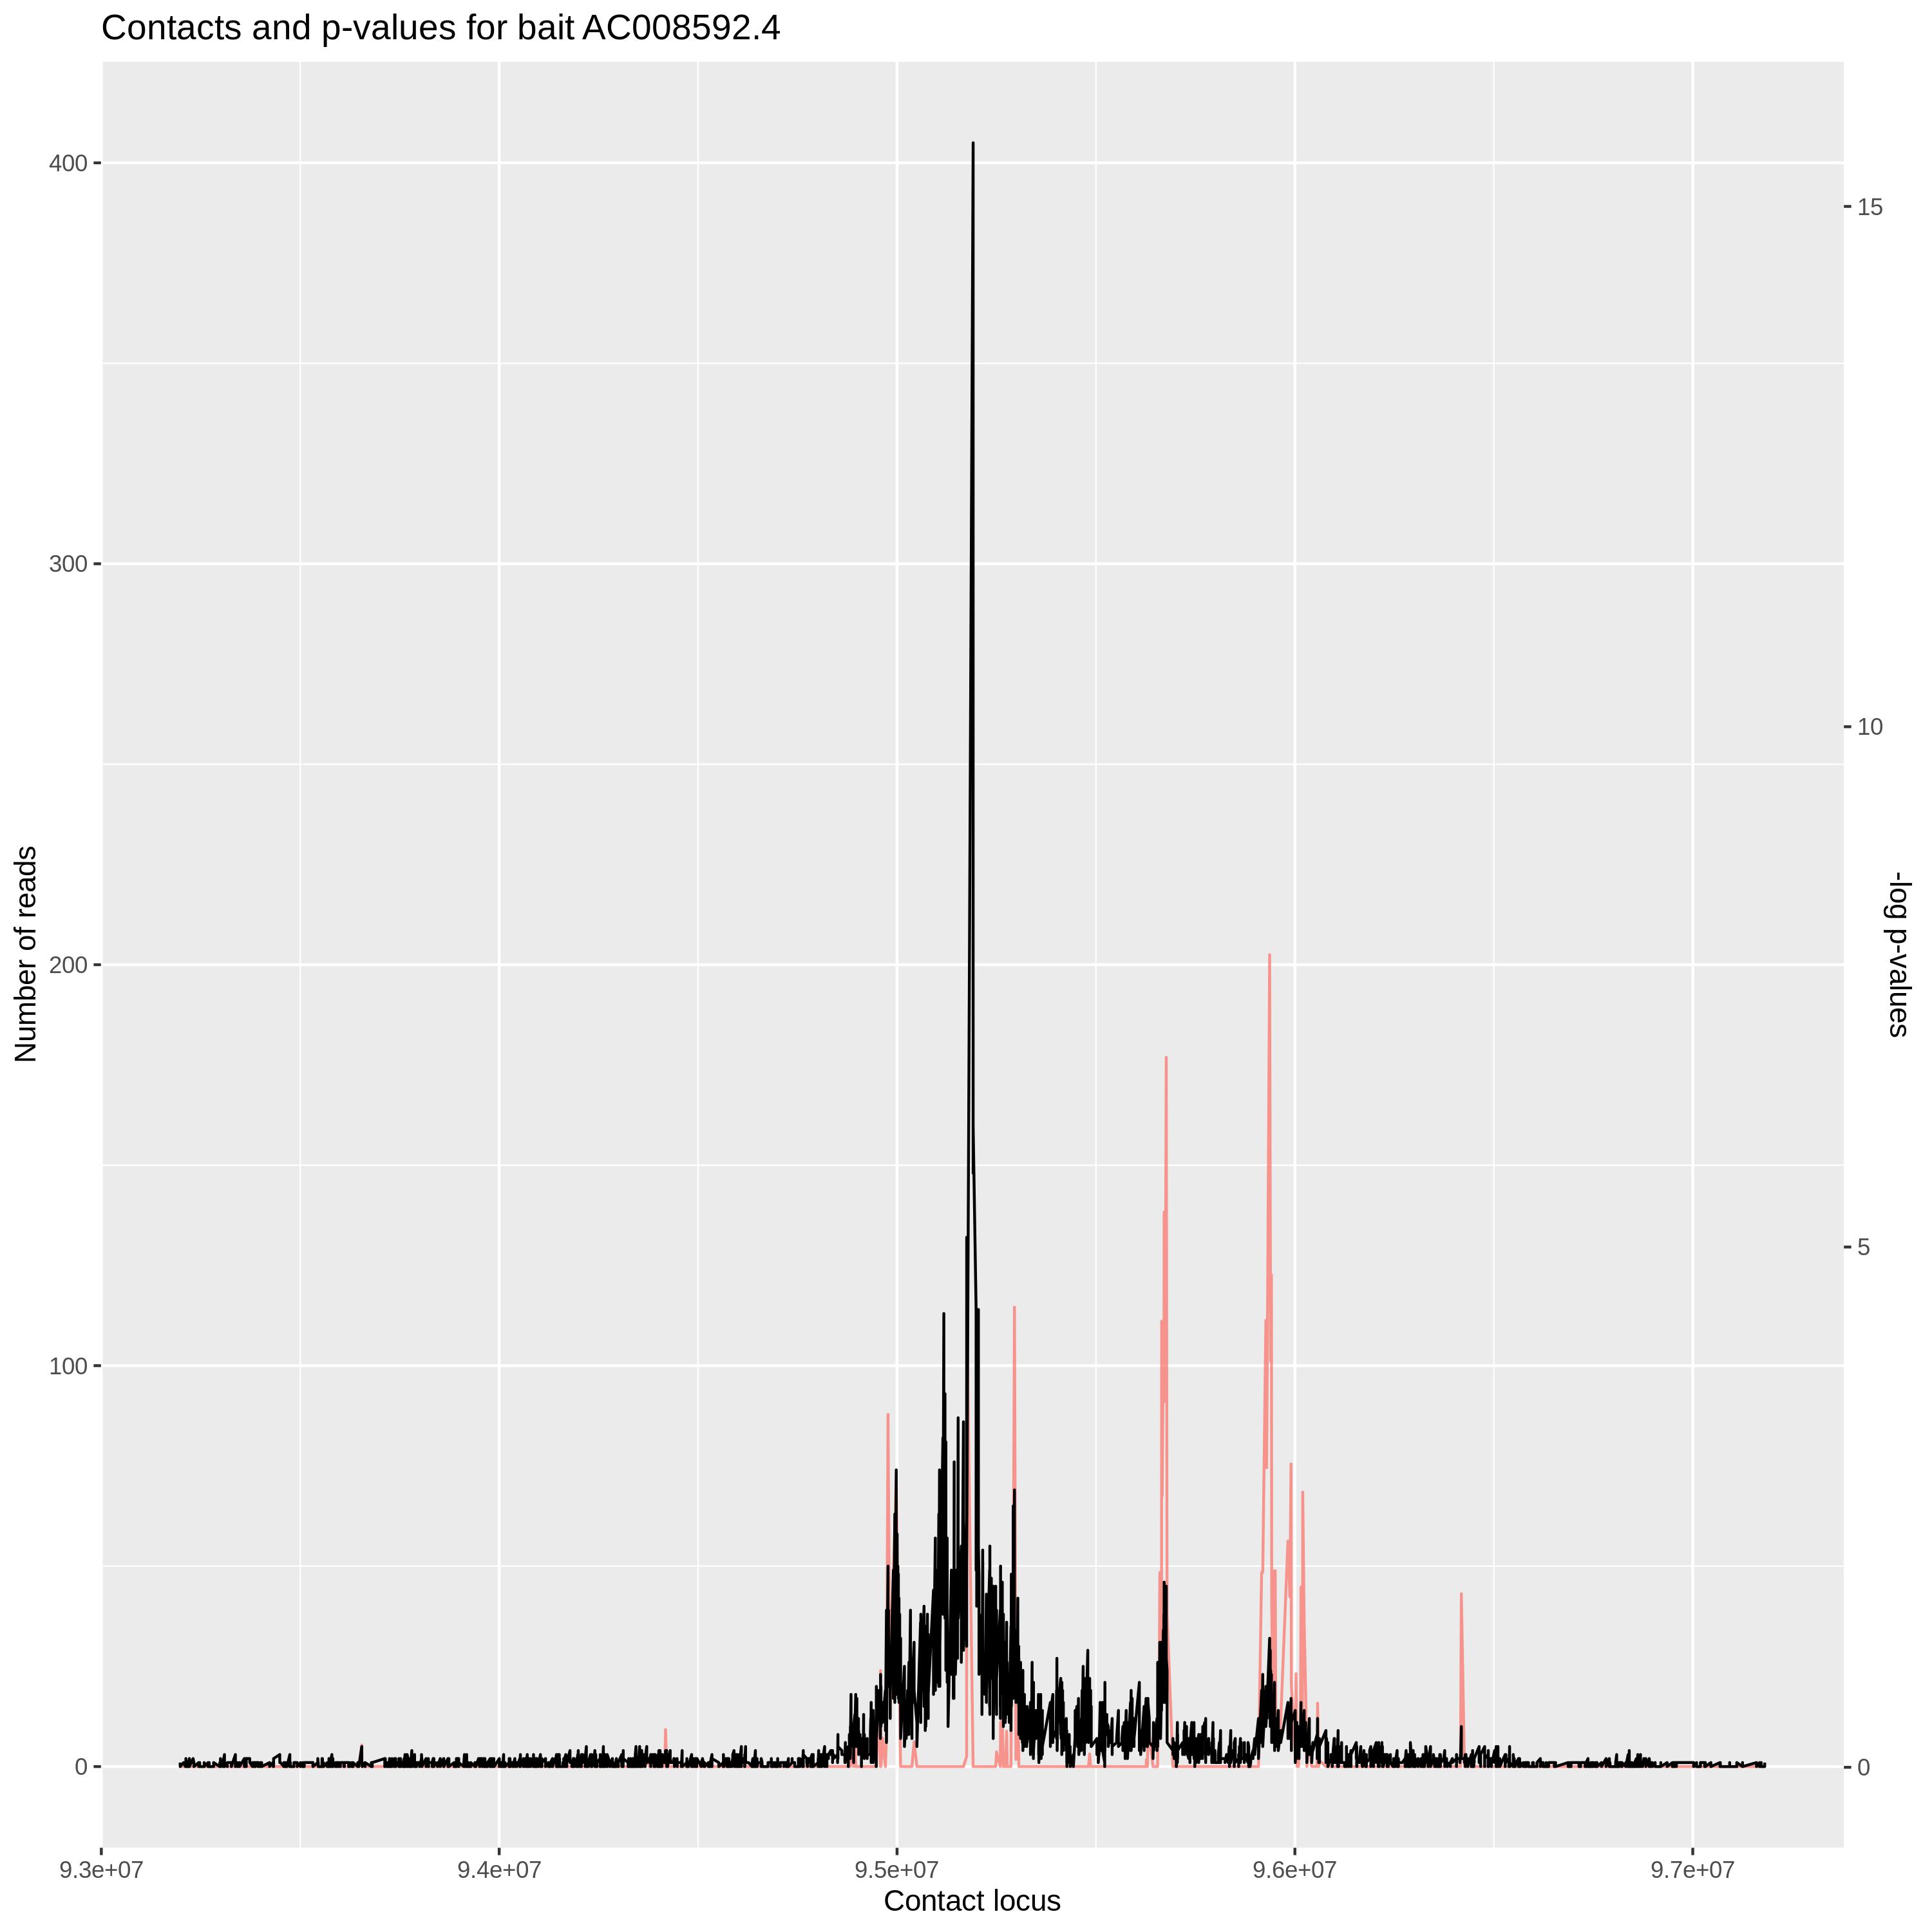 Contacts and p-values for bait AC008592.4
400
300
200
100
0
15
10
5
0
Number of reads
-log p-values
9.3e+07 9.4e+07 9.5e+07 9.6e+07 9.7e+07
Contact locus